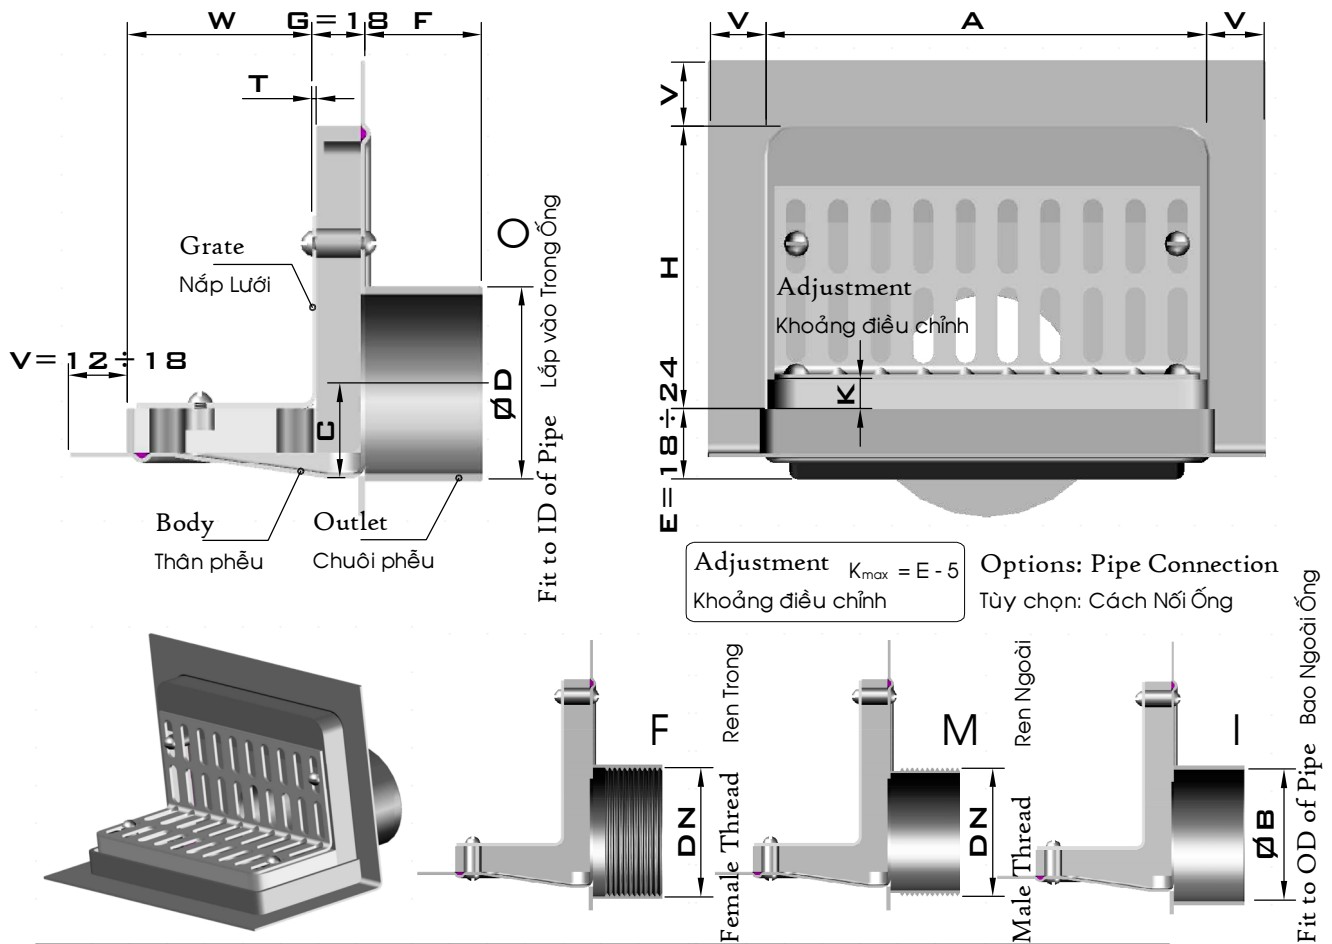 W
G=18
F
T
V
A
V
V
H
K
E=18÷24
O
Grate
Nắp Lưới
V=12÷18
C
ØD
Fit to ID of Pipe Lắp vào Trong Ống
Adjustment
Khoảng điều chỉnh
Body
Thân phễu
Outlet
Chuôi phễu
Adjustment Kmax = E - 5
Khoảng điều chỉnh
Options: Pipe Connection
Tùy chọn: Cách Nối Ống
F
DN
Female Thread Ren Trong
M
DN
Male Thread Ren Ngoài
I
ØB
Fit to OD of Pipe Bao Ngoài Ống